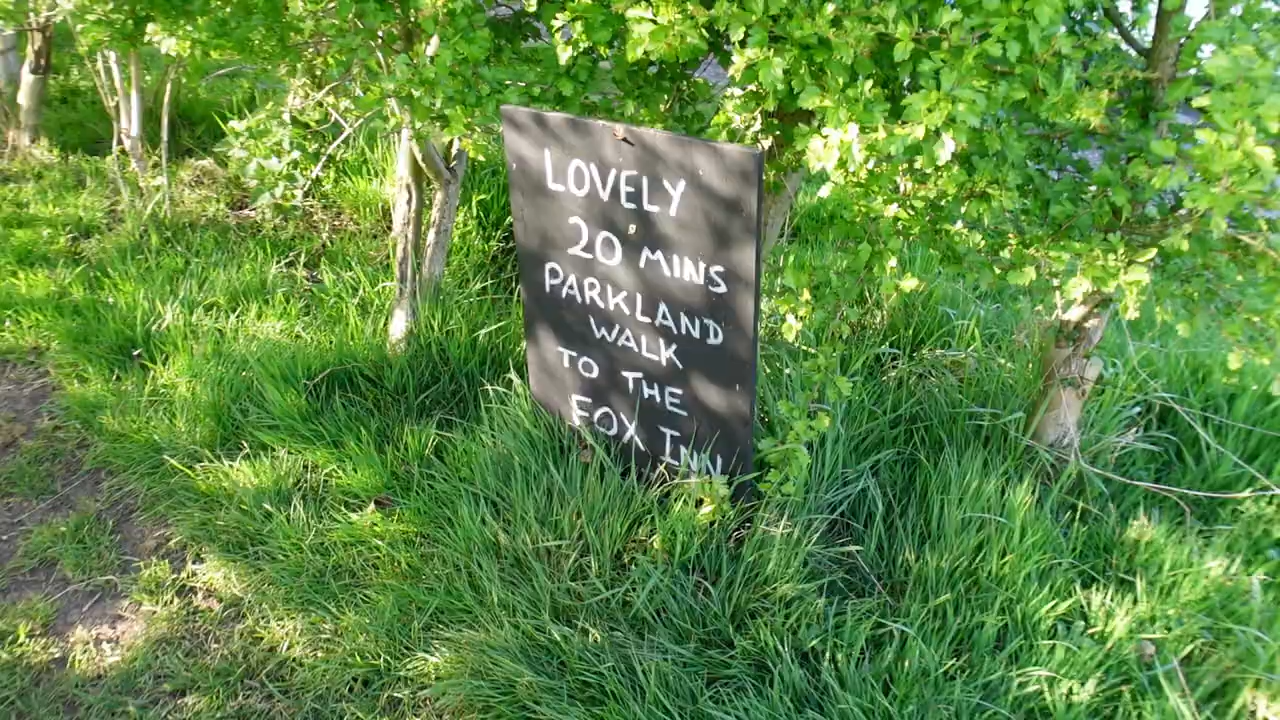 LOVELY
20 MINS
PARKLAND
WALK
TO THE
FOX INN